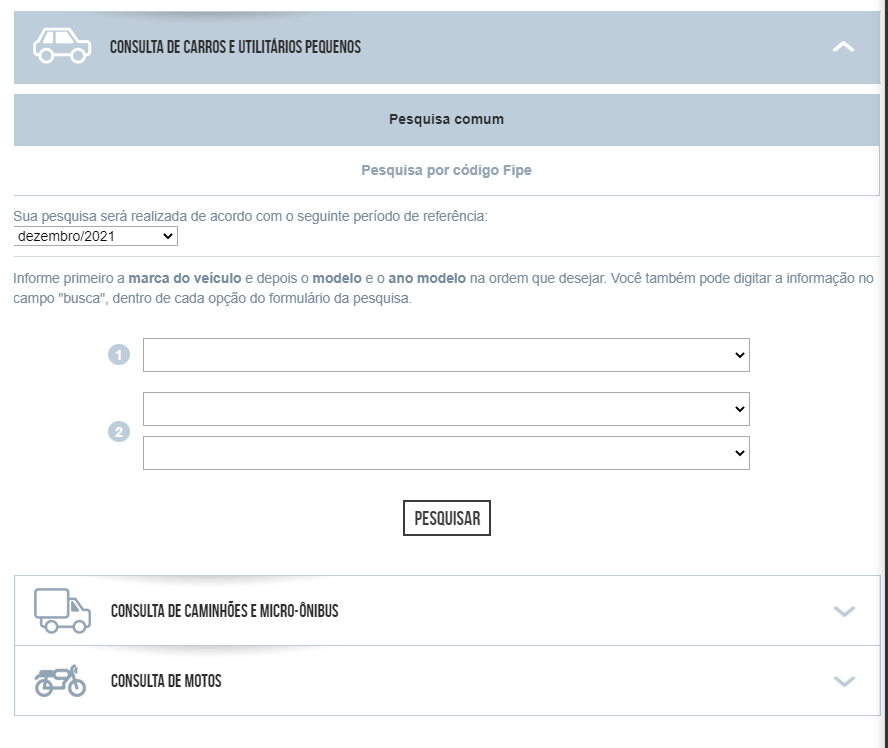 CONSULTA DE CARROS E UTILITÁRIOS PEQUENOS
Pesquisa comum
Pesquisa por código Fipe
Sua pesquisa será realizada de acordo com o seguinte período de referência:
dezembro/2021
Informe primeiro a marca do veículo e depois o modelo e o ano modelo na ordem que desejar. Você também pode digitar a informação no
campo "busca", dentro de cada opção do formulário da pesquisa.
1
2
PESQUISAR
CONSULTA DE CAMINHÕES E MICRO-ÔNIBUS
CONSULTA DE MOTOS